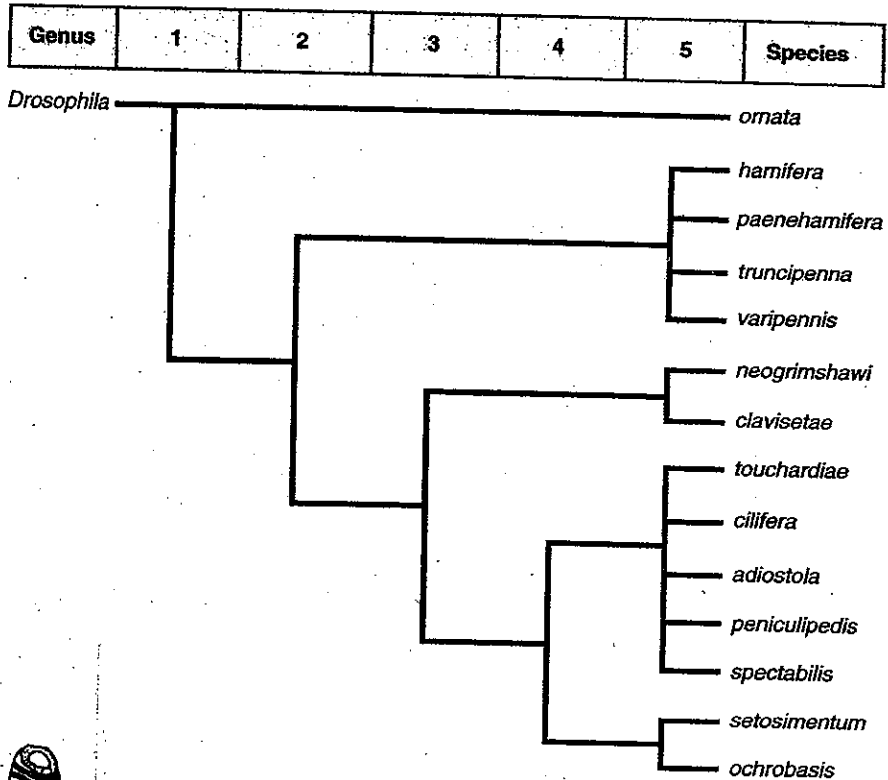 Genus 1 2 3 4 5 Species
Drosophila
ornata
hamifera
paenehamifera
truncipenna
varipennis
neogrimshawi
clavisetae
touchardiae
cilifera
adiostola
peniculipedis
spectabilis
setosimentum
ochrobasis